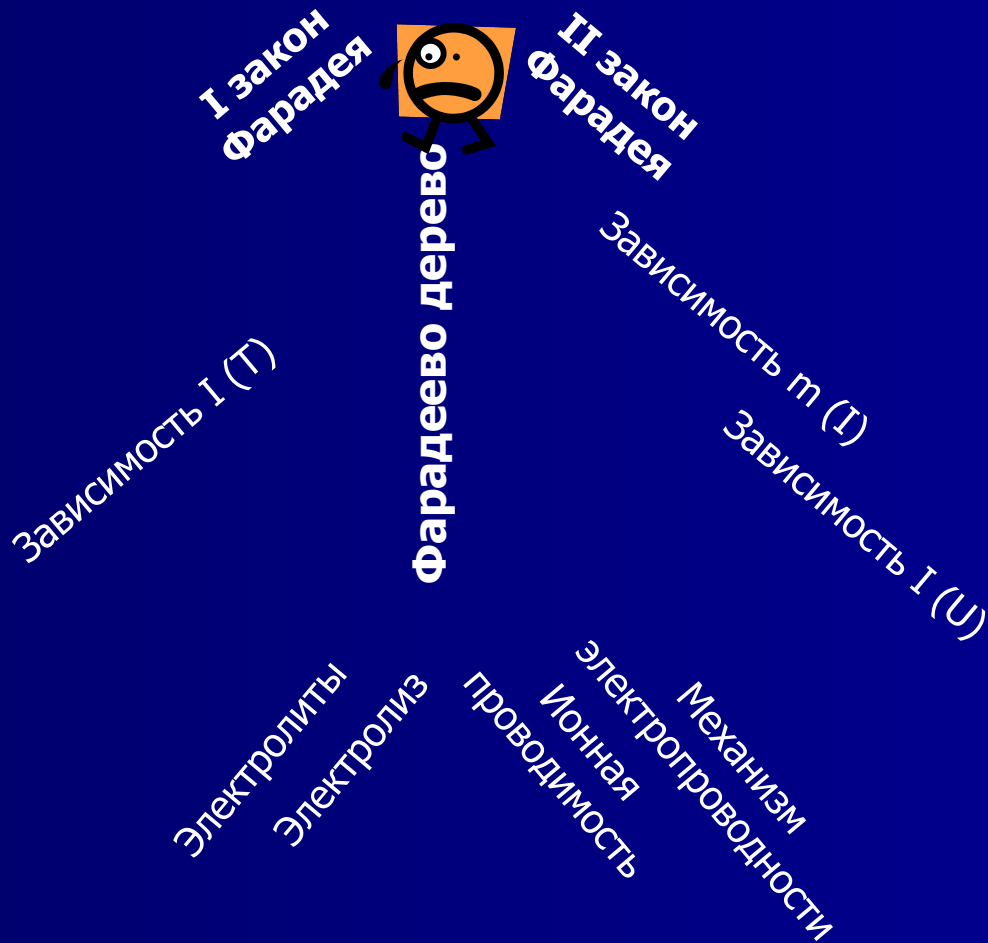 I закон
Фарадея
II закон
Фарадея
Фарадеево дерево
Зависимость m (I)
Зависимость I (T)
Зависимость I (U)
Электролиты
Электролиз
Ионная
проводимость
Механизм
электропроводности